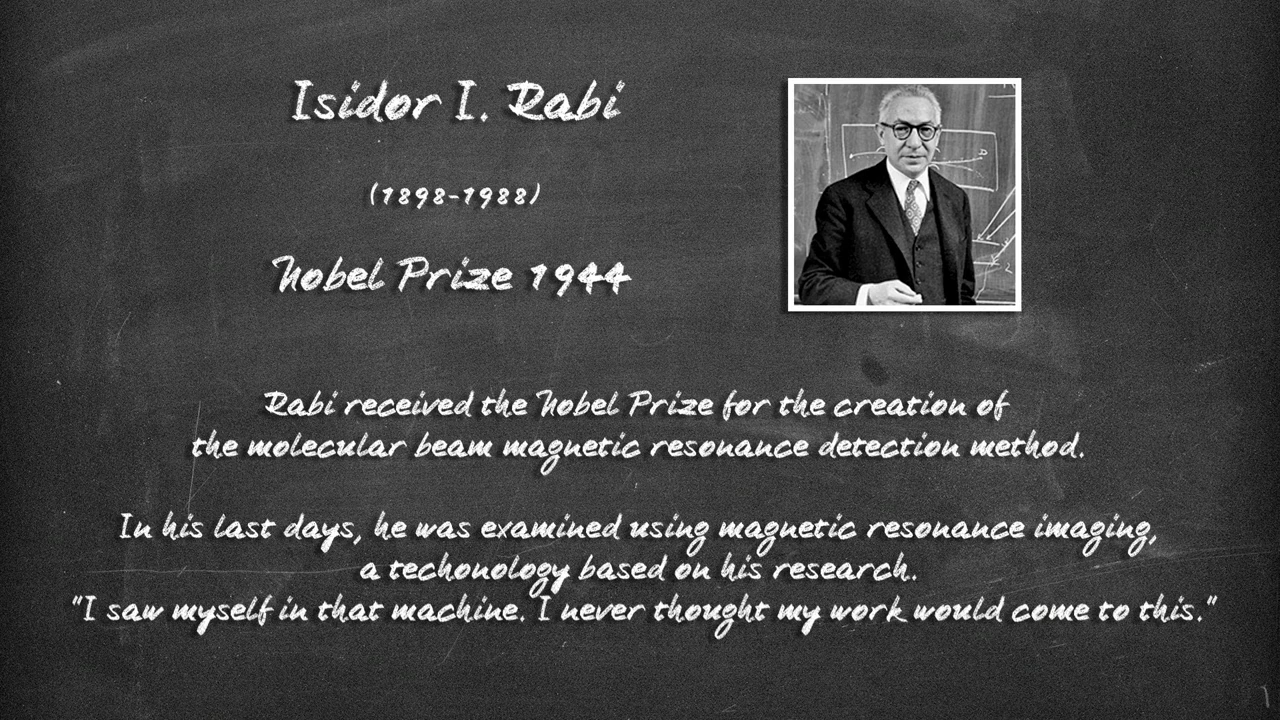 Isidor I. Rabi
(1898-1988)
Nobel Prize 1944
Rabi received the Nobel Prize for the creation of
the molecular beam magnetic resonance detection method.
In his last days, he was examined using magnetic resonance imaging,
a techonology based on his research.
"I saw myself in that machine. I never thought my work would come to this."